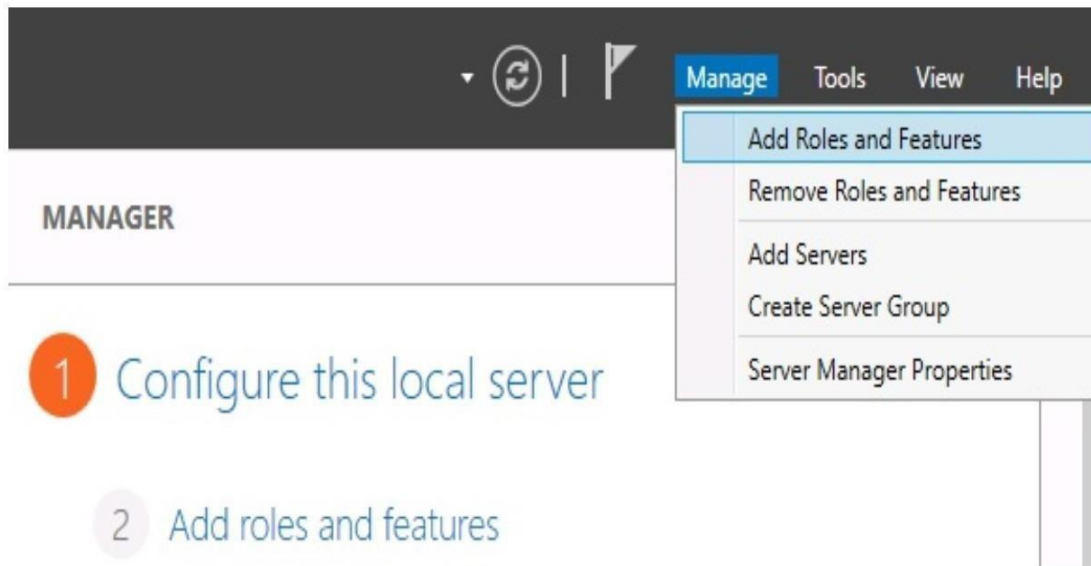 Manage Tools View Help
Add Roles and Features
Remove Roles and Features
Add Servers
Create Server Group
Server Manager Properties
MANAGER
1 Configure this local server
2 Add roles and features